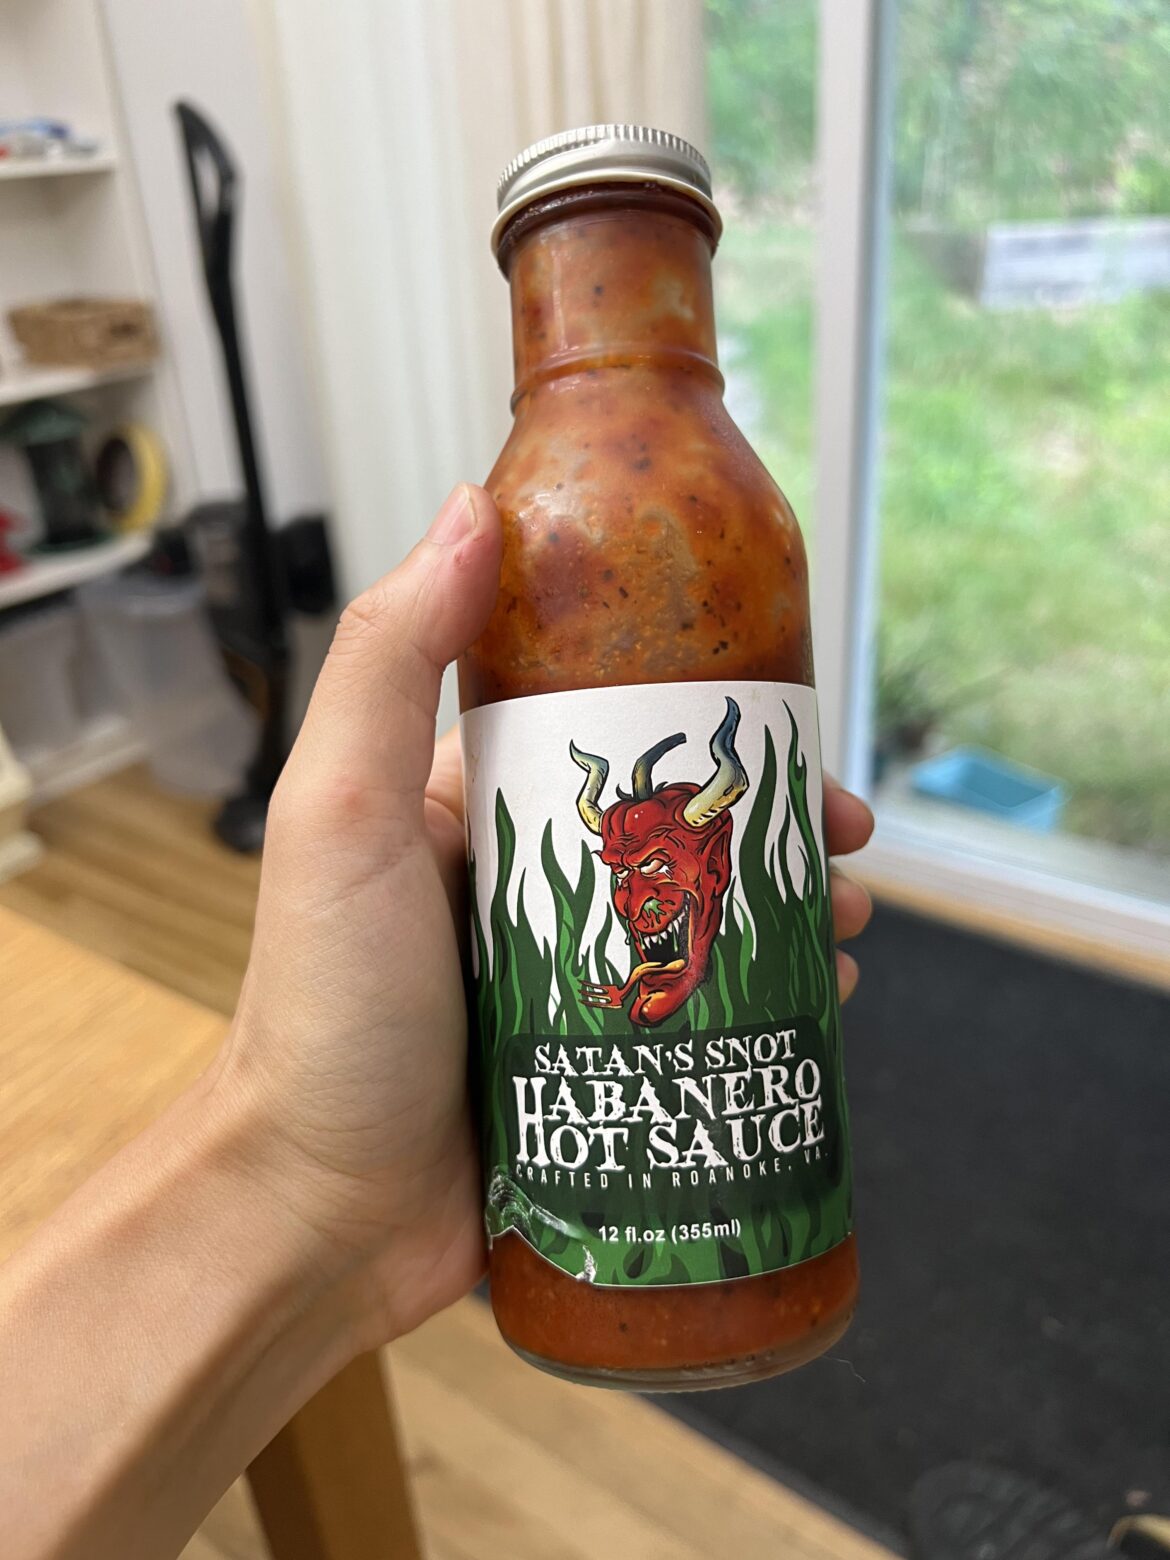 SATAN'S SNOT
HABANERO
HOT SAUCE
CRAFTED IN ROANOKE, VA.
12 fl.oz (355ml)